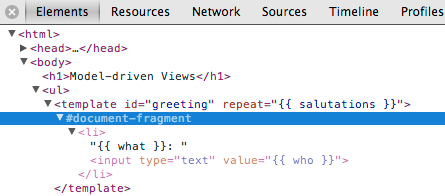 Elements Resources Network Sources Timeline Profiles
▼<html>
▶<head>…</head>
▼<body>
<h1>Model-driven Views</h1>
▼<ul>
▼<template id="greeting" repeat="{{ salutations }}">
▼#document-fragment
▼<li>
"{{ what }}: "
<input type="text" value="{{ who }}">
</li>
</template>